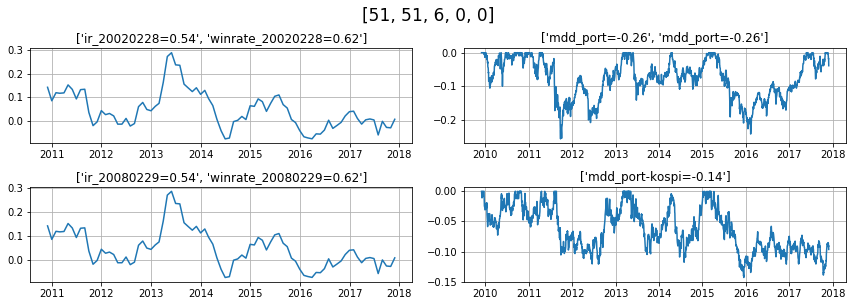 [51, 51, 6, 0, 0]
['ir_20020228=0.54', 'winrate_20020228=0.62']
0.3
0.2
0.1
0.0
2011 2012 2013 2014 2015 2016 2017 2018
['mdd_port=-0.26', 'mdd_port=-0.26']
0.0
−0.1
−0.2
2010 2011 2012 2013 2014 2015 2016 2017 2018
['ir_20080229=0.54', 'winrate_20080229=0.62']
0.3
0.2
0.1
0.0
2011 2012 2013 2014 2015 2016 2017 2018
['mdd_port-kospi=-0.14']
0.00
−0.05
−0.10
−0.15
2010 2011 2012 2013 2014 2015 2016 2017 2018